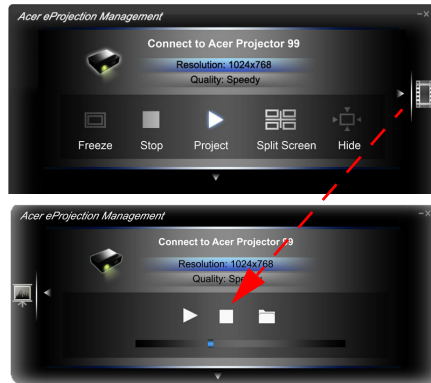 Acer eProjection Management
Connect to Acer Projector 99
Resolution: 1024x768
Quality: Speedy
Freeze Stop Project Split Screen Hide
Acer eProjection Management
Connect to Acer Projector 99
Resolution: 1024x768
Quality: Speedy